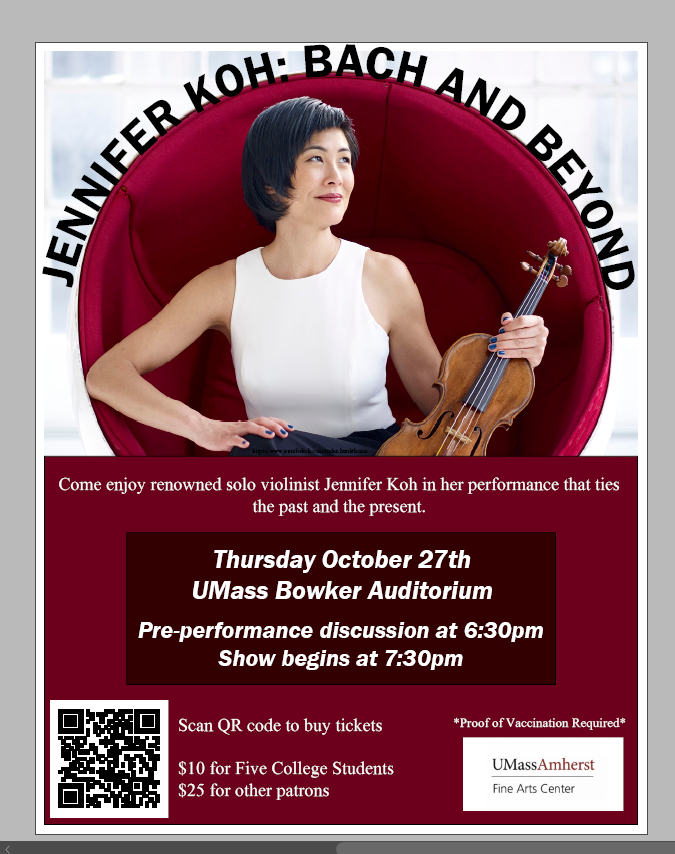 JENNIFER KOH: BACH AND BEYOND
Come enjoy renowned solo violinist Jennifer Koh in her performance that ties
the past and the present.
Thursday October 27th
UMass Bowker Auditorium
Pre-performance discussion at 6:30pm
Show begins at 7:30pm
Scan QR code to buy tickets
*Proof of Vaccination Required*
$10 for Five College Students
$25 for other patrons
UMassAmherst
Fine Arts Center